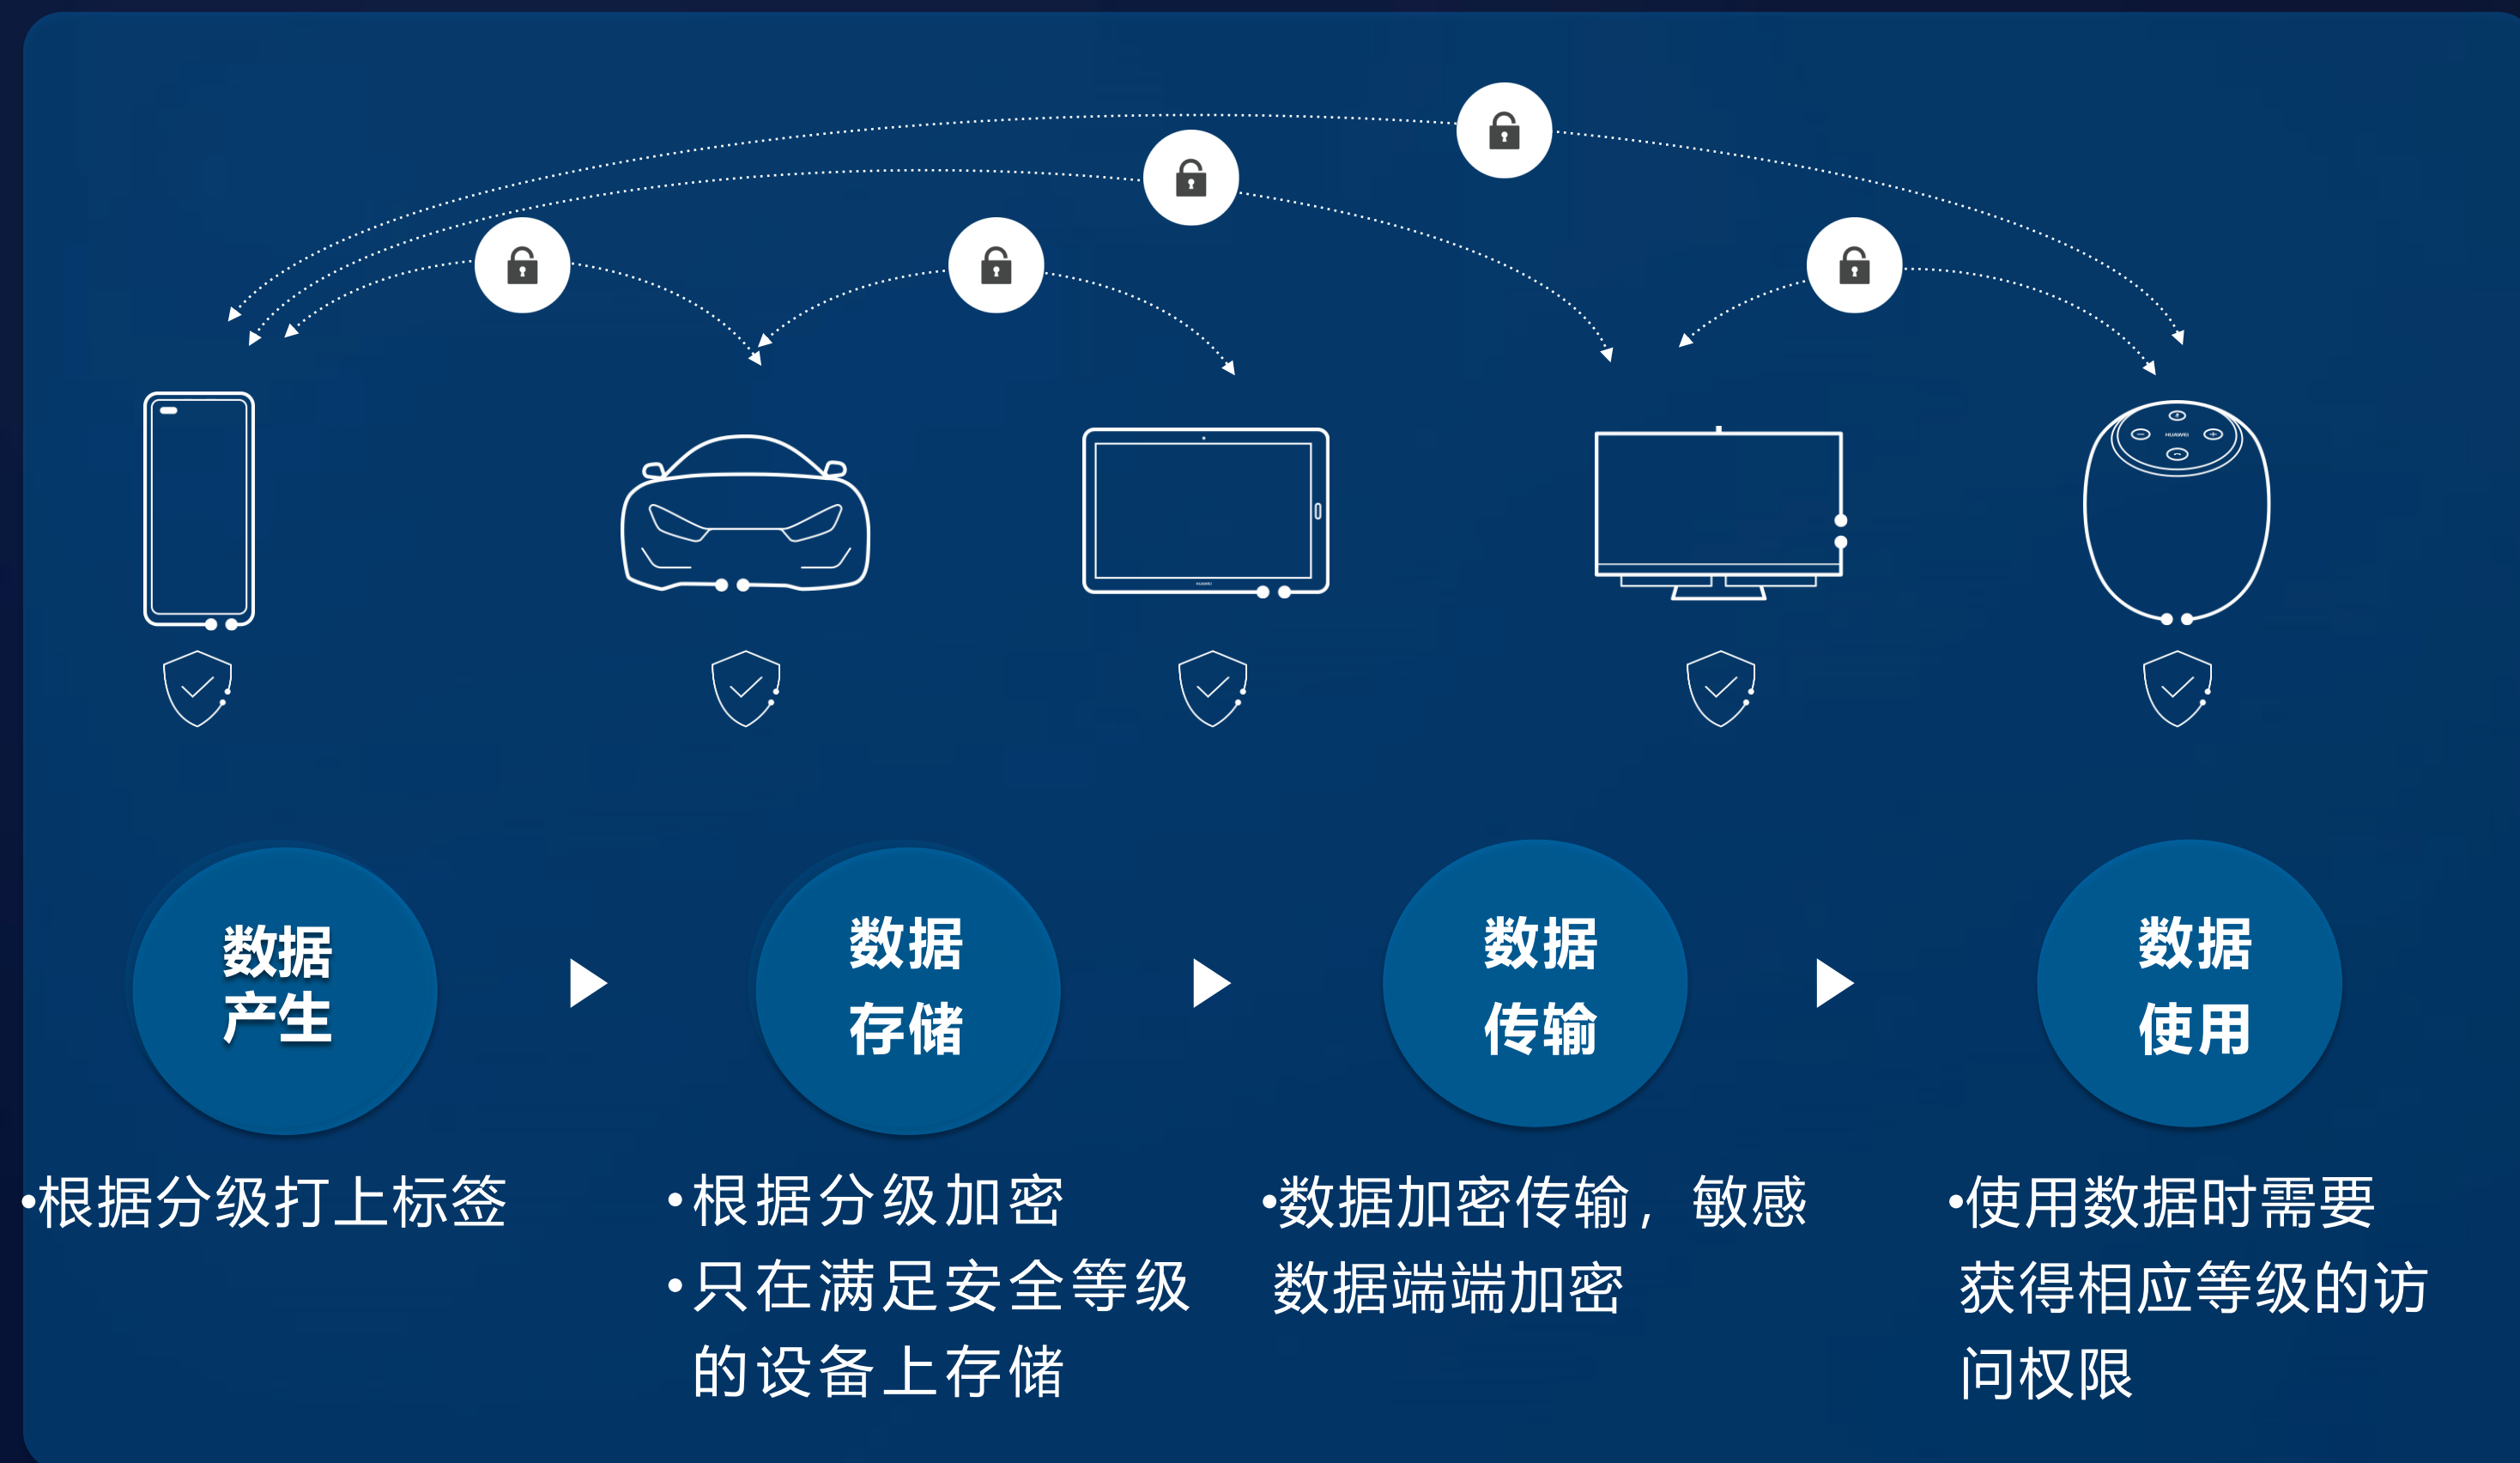 HUAWEI
HUAWEI
数据
产生
数据
存储
数据
传输
数据
使用
•根据分级打上标签
•根据分级加密
•只在满足安全等级
的设备上存储
•数据加密传输，敏感
数据端端加密
•使用数据时需要
获得相应等级的访
问权限